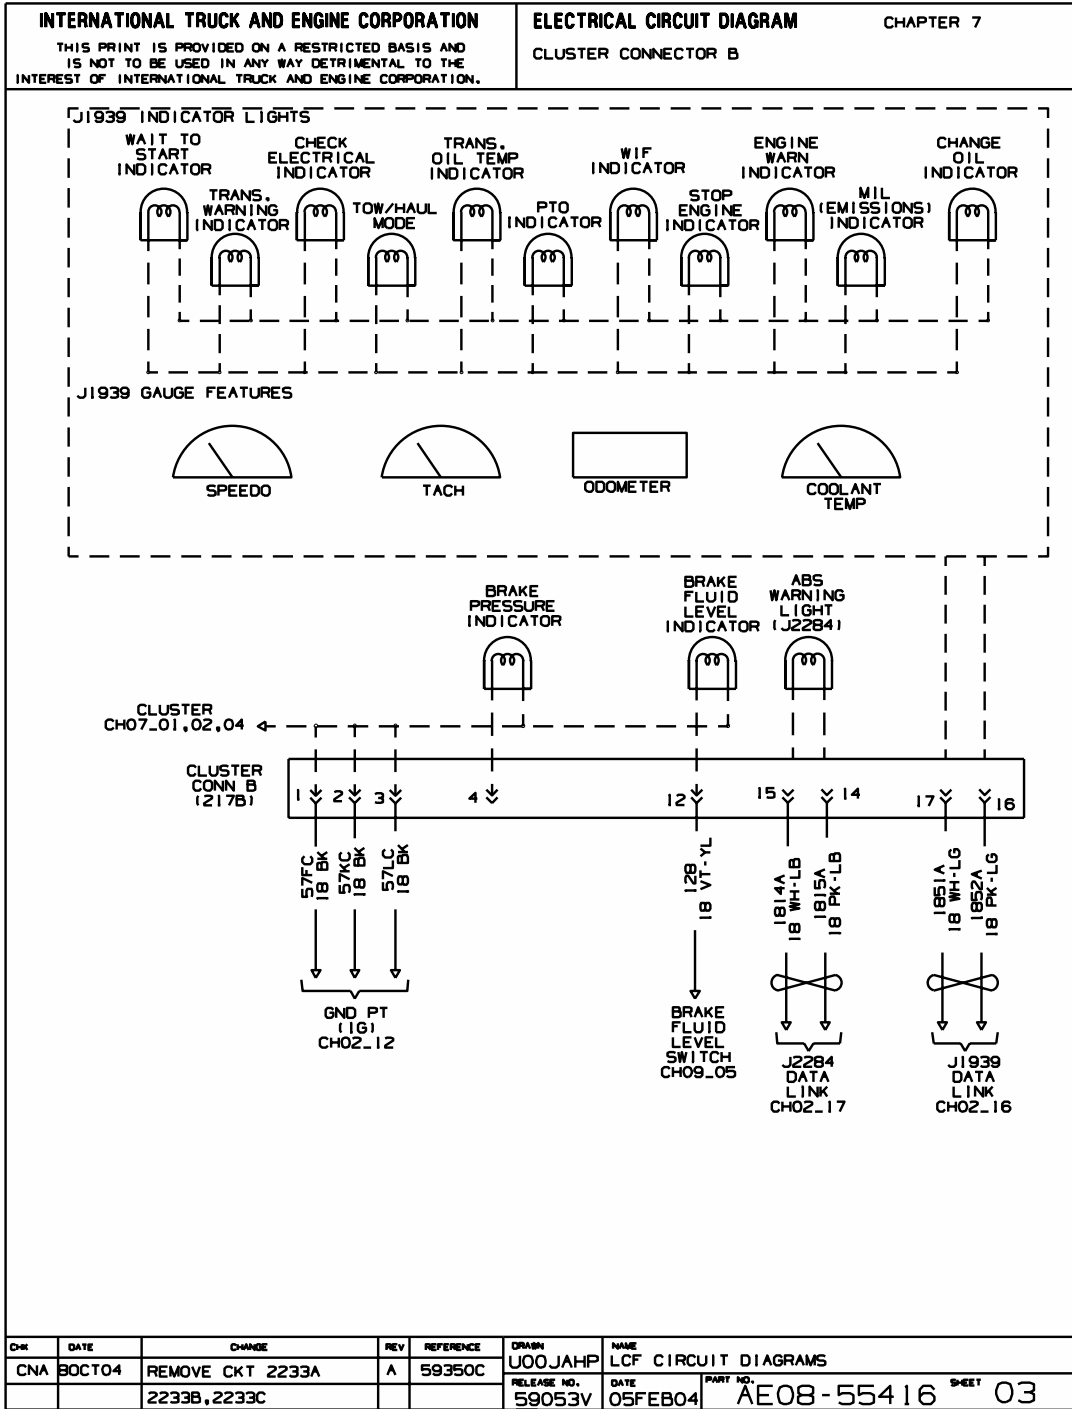 INTERNATIONAL TRUCK AND ENGINE CORPORATION
THIS PRINT IS PROVIDED ON A RESTRICTED BASIS AND
IS NOT TO BE USED IN ANY WAY DETRIMENTAL TO THE
INTEREST OF INTERNATIONAL TRUCK AND ENGINE CORPORATION.
ELECTRICAL CIRCUIT DIAGRAM
CHAPTER 7
CLUSTER CONNECTOR B
J1939 INDICATOR LIGHTS
WAIT TO
START
INDICATOR
TRANS.
WARNING
INDICATOR
CHECK
ELECTRICAL
INDICATOR
TOW/HAUL
MODE
TRANS.
OIL TEMP
INDICATOR
PTO
INDICATOR
WIF
INDICATOR
STOP
ENGINE
INDICATOR
ENGINE
WARN
INDICATOR
MIL
(EMISSIONS)
INDICATOR
CHANGE
OIL
INDICATOR
J1939 GAUGE FEATURES
SPEEDO
TACH
ODOMETER
COOLANT
TEMP
BRAKE
PRESSURE
INDICATOR
BRAKE
FLUID
LEVEL
INDICATOR
ABS
WARNING
LIGHT
(J2284)
CLUSTER
CH07_01,02,04
CLUSTER
CONN B
(217B)
1
2
3
4
12
15
14
17
16
57FC
18 BK
57KC
18 BK
57LC
18 BK
128
18 VT-YL
1814A
18 WH-LB
1815A
18 PK-LB
1851A
18 WH-LG
1852A
18 PK-LG
GND PT
(1G)
CH02_12
BRAKE
FLUID
LEVEL
SWITCH
CH09_05
J2284
DATA
LINK
CH02_17
J1939
DATA
LINK
CH02_16
CHK DATE CHANGE REV REFERENCE
CNA 8OCT04 REMOVE CKT 2233A A 59350C
2233B,2233C
DRAWN
U00JAHP
NAME
LCF CIRCUIT DIAGRAMS
RELEASE NO.
59053V
DATE
05FEB04
PART NO.
AE08-55416
SHEET 03